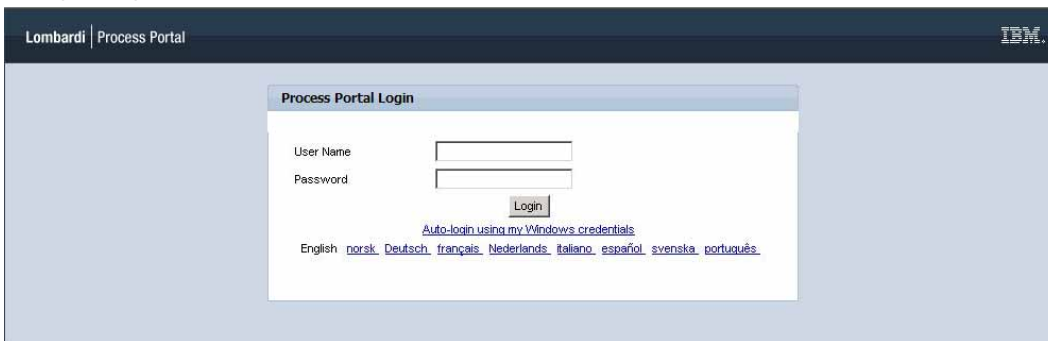 Lombardi | Process Portal
IBM.
Process Portal Login
User Name
Password
Login
Auto-login using my Windows credentials
English norsk Deutsch français Nederlands italiano español svenska português